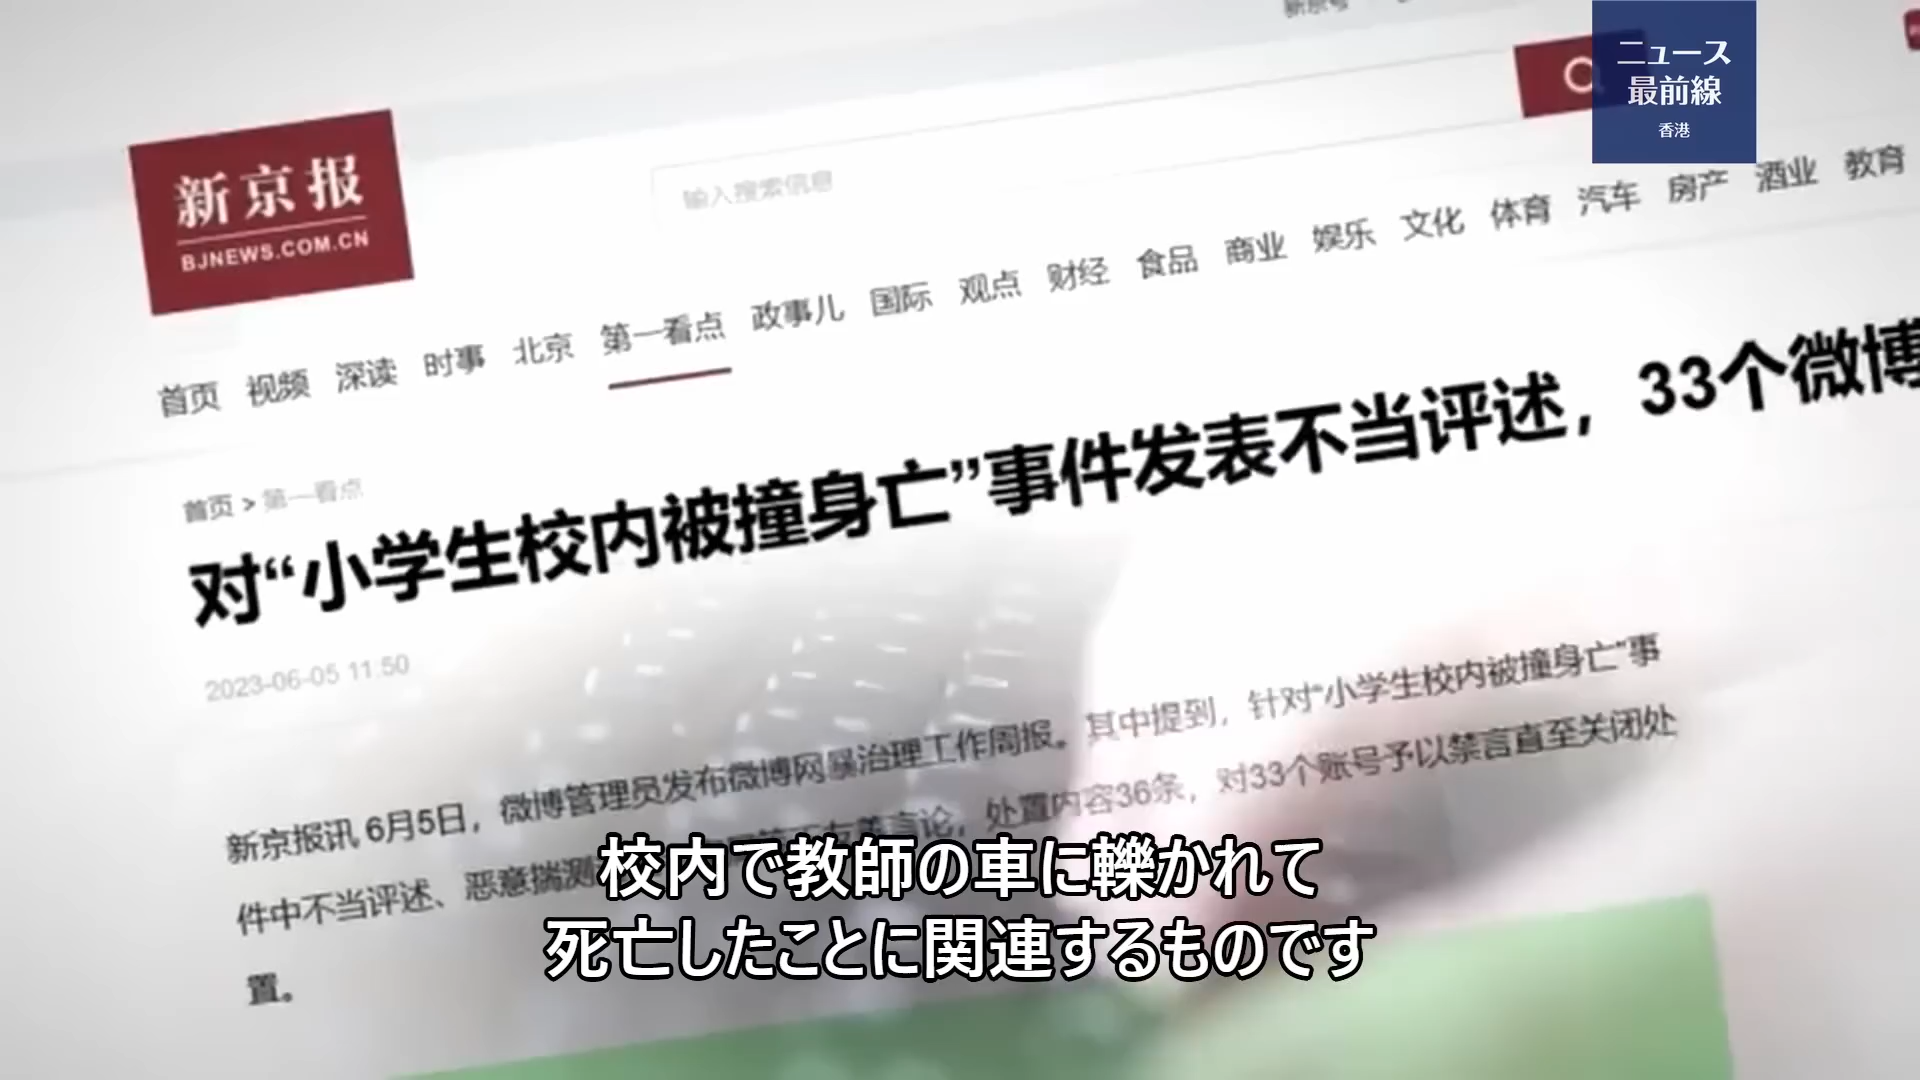 ニュース
最前線
香港
新京报
BJNEWS.COM.CN
输入搜索信息
首页 视频 深读 时事 北京 第一看点 政事儿 国际 观点 财经 食品 商业 娱乐 文化 体育 汽车 房产 酒业 教育
首页 > 第一看点
对“小学生校内被撞身亡”事件发表不当评述，33个微博
2023-06-05 11:50
新京报讯 6月5日，微博管理员发布微博网暴治理工作周报。其中提到，针对“小学生校内被撞身亡”事
件中不当评述、恶意揣测 言论，处置内容36条，对33个账号予以禁言直至关闭处
置。
校内で教師の車に轢かれて
死亡したことに関連するものです